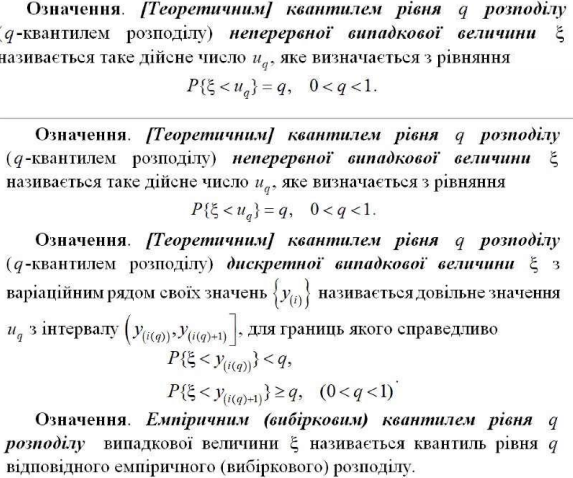 Означення. [Теоретичним] квантилем рівня q розподілу
(q-квантилем розподілу) неперервної випадкової величини ξ
називається таке дійсне число u_q, яке визначається з рівняння
P{ξ < u_q} = q, 0 < q < 1.
Означення. [Теоретичним] квантилем рівня q розподілу
(q-квантилем розподілу) неперервної випадкової величини ξ
називається таке дійсне число u_q, яке визначається з рівняння
P{ξ < u_q} = q, 0 < q < 1.
Означення. [Теоретичним] квантилем рівня q розподілу
(q-квантилем розподілу) дискретної випадкової величини ξ з
варіаційним рядом своїх значень {y_(i)} називається довільне значення
u_q з інтервалу (y_(i(q)), y_(i(q)+1)], для границь якого справедливо
P{ξ < y_(i(q))} < q,
P{ξ < y_(i(q)+1)} ≥ q, (0 < q < 1).
Означення. Емпіричним (вибірковим) квантилем рівня q
розподілу випадкової величини ξ називається квантиль рівня q
відповідного емпіричного (вибіркового) розподілу.